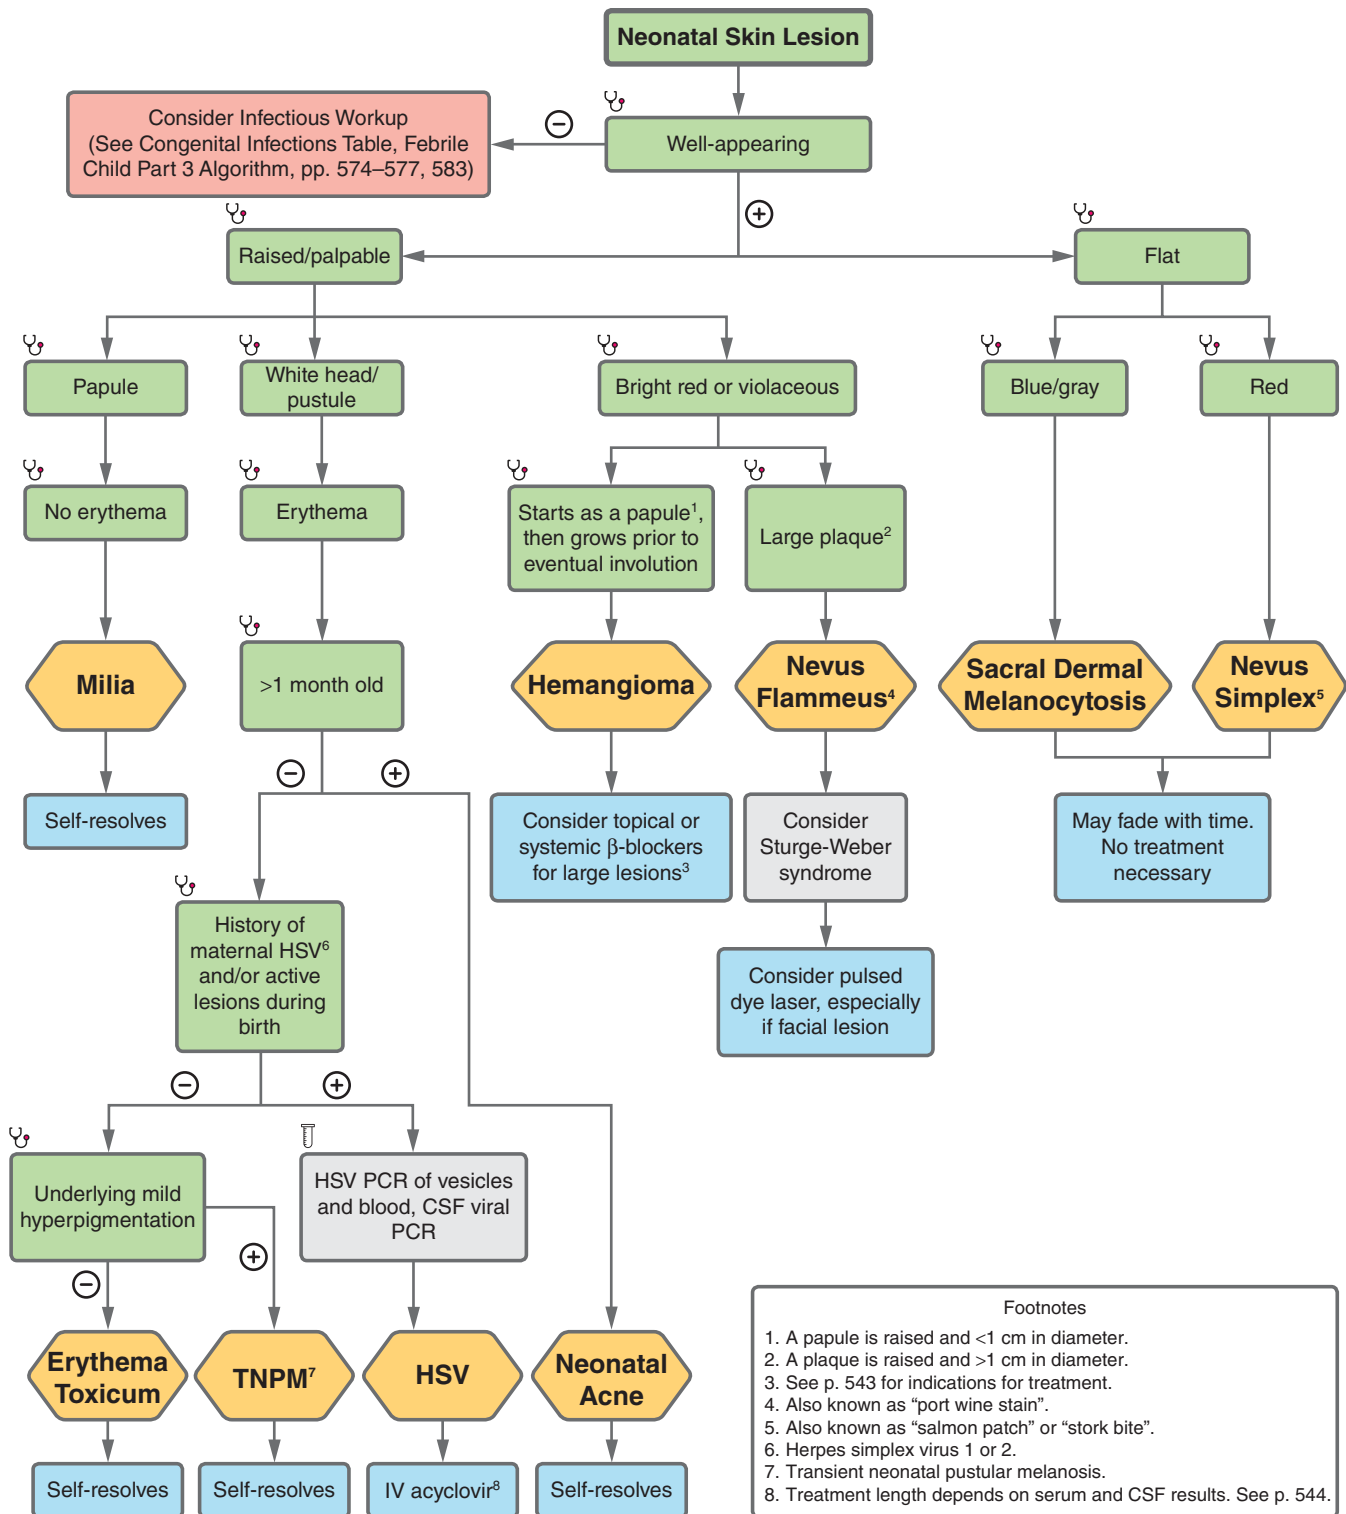 Neonatal Skin Lesion
Consider Infectious Workup
(See Congenital Infections Table, Febrile
Child Part 3 Algorithm, pp. 574–577, 583)
−
Well-appearing
+
Raised/palpable
Flat
Papule
White head/
pustule
Bright red or violaceous
Blue/gray
Red
No erythema
Erythema
Starts as a papule¹,
then grows prior to
eventual involution
Large plaque²
>1 month old
Milia
Hemangioma
Nevus
Flammeus⁴
Sacral Dermal
Melanocytosis
Nevus
Simplex⁵
−
+
Self-resolves
Consider topical or
systemic β-blockers
for large lesions³
Consider
Sturge-Weber
syndrome
May fade with time.
No treatment
necessary
History of
maternal HSV⁶
and/or active
lesions during
birth
Consider pulsed
dye laser, especially
if facial lesion
−
+
Underlying mild
hyperpigmentation
HSV PCR of vesicles
and blood, CSF viral
PCR
−
+
Erythema
Toxicum
TNPM⁷
HSV
Neonatal
Acne
Self-resolves
Self-resolves
IV acyclovir⁸
Self-resolves
Footnotes
1. A papule is raised and <1 cm in diameter.
2. A plaque is raised and >1 cm in diameter.
3. See p. 543 for indications for treatment.
4. Also known as “port wine stain”.
5. Also known as “salmon patch” or “stork bite”.
6. Herpes simplex virus 1 or 2.
7. Transient neonatal pustular melanosis.
8. Treatment length depends on serum and CSF results. See p. 544.